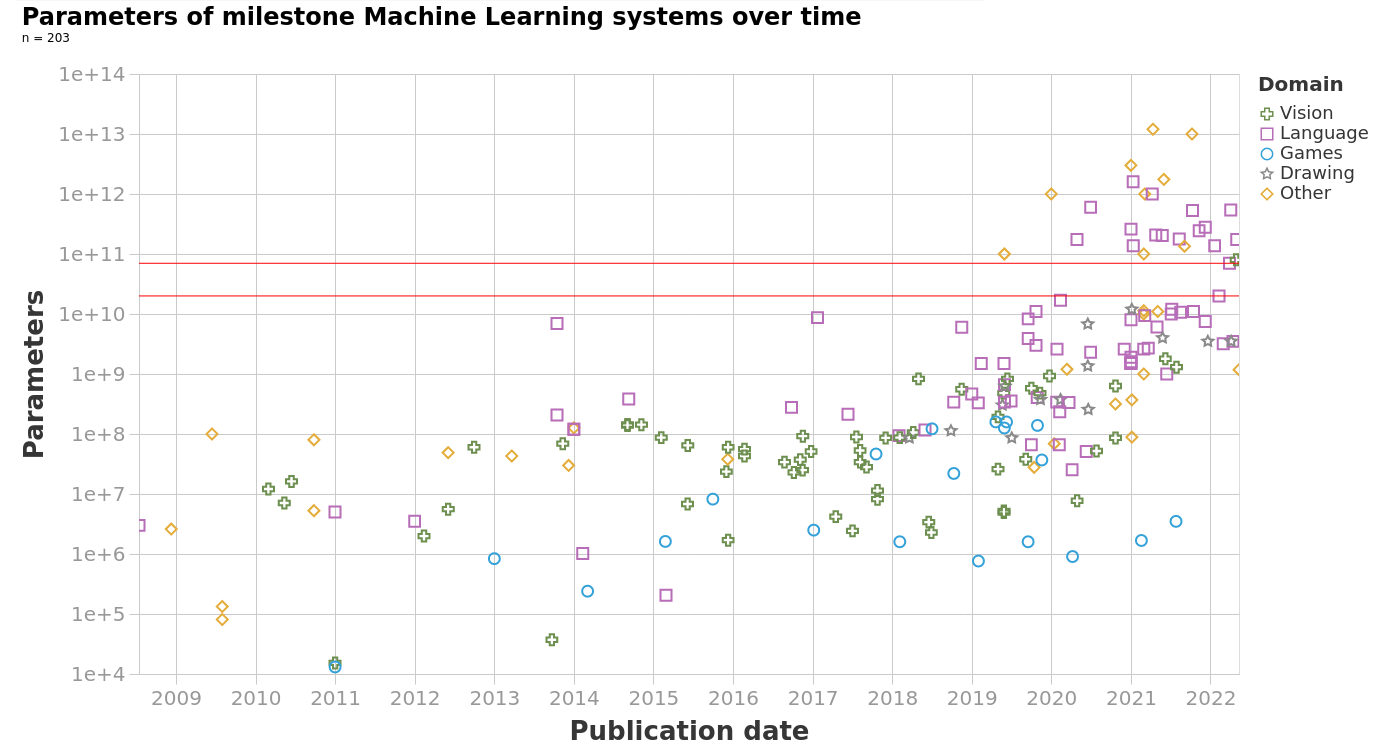 Parameters of milestone Machine Learning systems over time
n = 203
1e+14
1e+13
1e+12
1e+11
1e+10
1e+9
1e+8
1e+7
1e+6
1e+5
1e+4
Parameters
2009 2010 2011 2012 2013 2014 2015 2016 2017 2018 2019 2020 2021 2022
Publication date
Domain
Vision
Language
Games
Drawing
Other